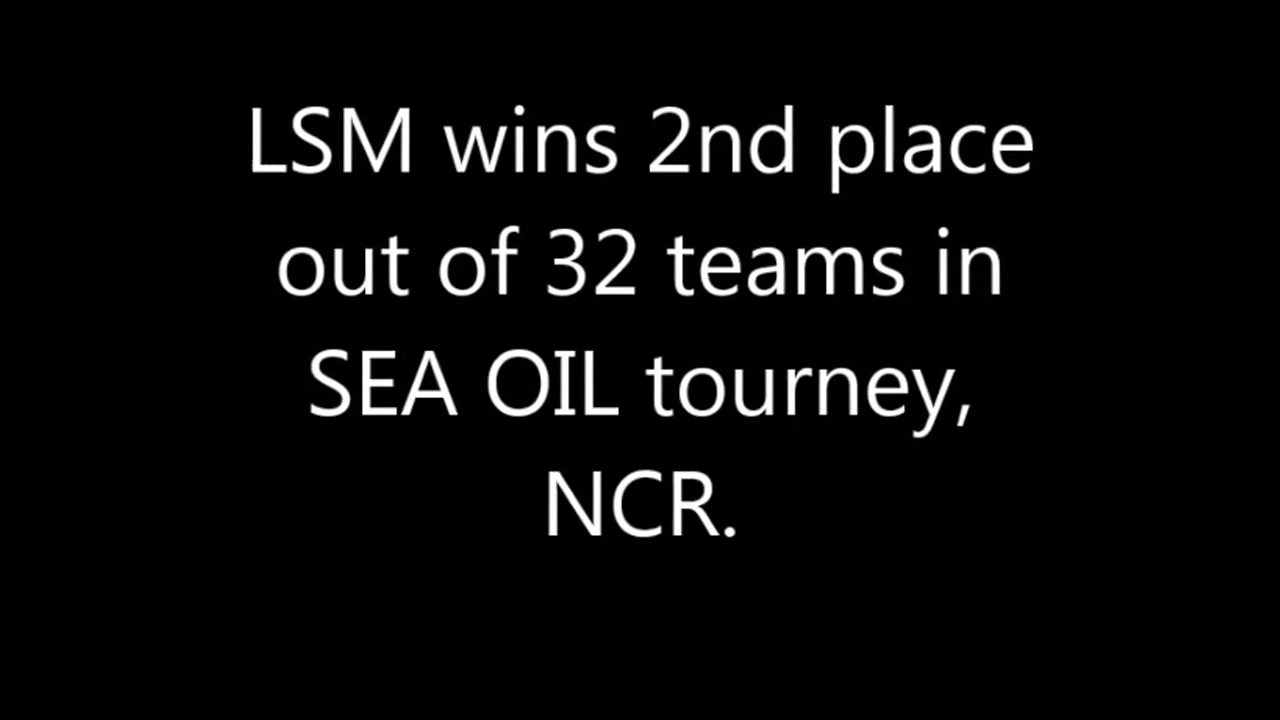 LSM wins 2nd place
out of 32 teams in
SEA OIL tourney,
NCR.